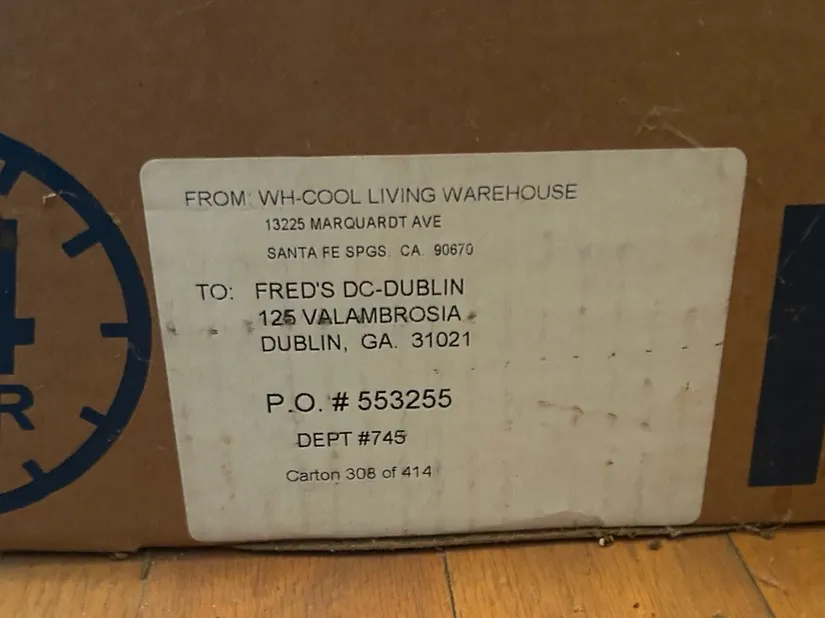 FROM: WH-COOL LIVING WAREHOUSE
13225 MARQUARDT AVE
SANTA FE SPGS. CA. 90670
TO: FRED'S DC-DUBLIN
125 VALAMBROSIA
DUBLIN, GA. 31021
P.O. # 553255
DEPT #745
Carton 308 of 414